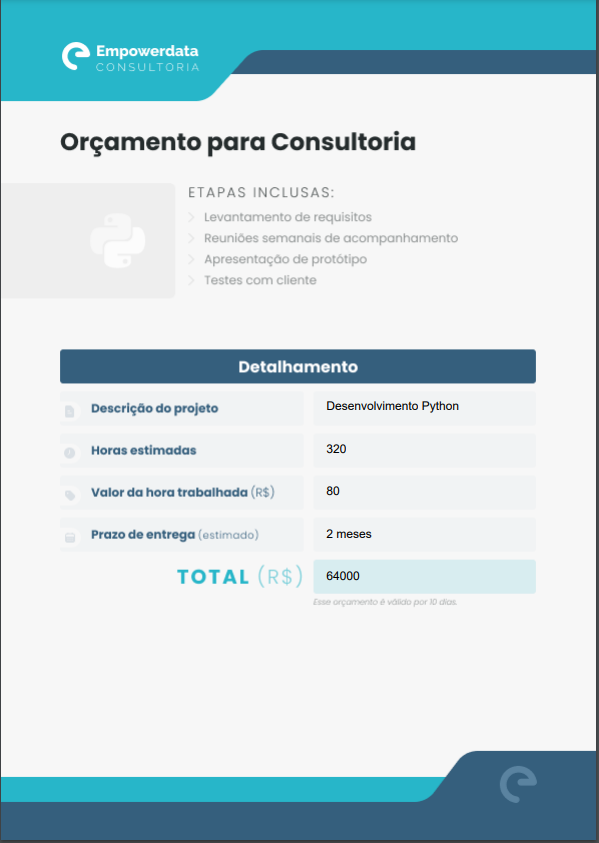 Empowerdata
CONSULTORIA
Orçamento para Consultoria
ETAPAS INCLUSAS:
Levantamento de requisitos
Reuniões semanais de acompanhamento
Apresentação de protótipo
Testes com cliente
Detalhamento
Descrição do projeto Desenvolvimento Python
Horas estimadas 320
Valor da hora trabalhada (R$) 80
Prazo de entrega (estimado) 2 meses
TOTAL (R$) 64000
Esse orçamento é válido por 10 dias.